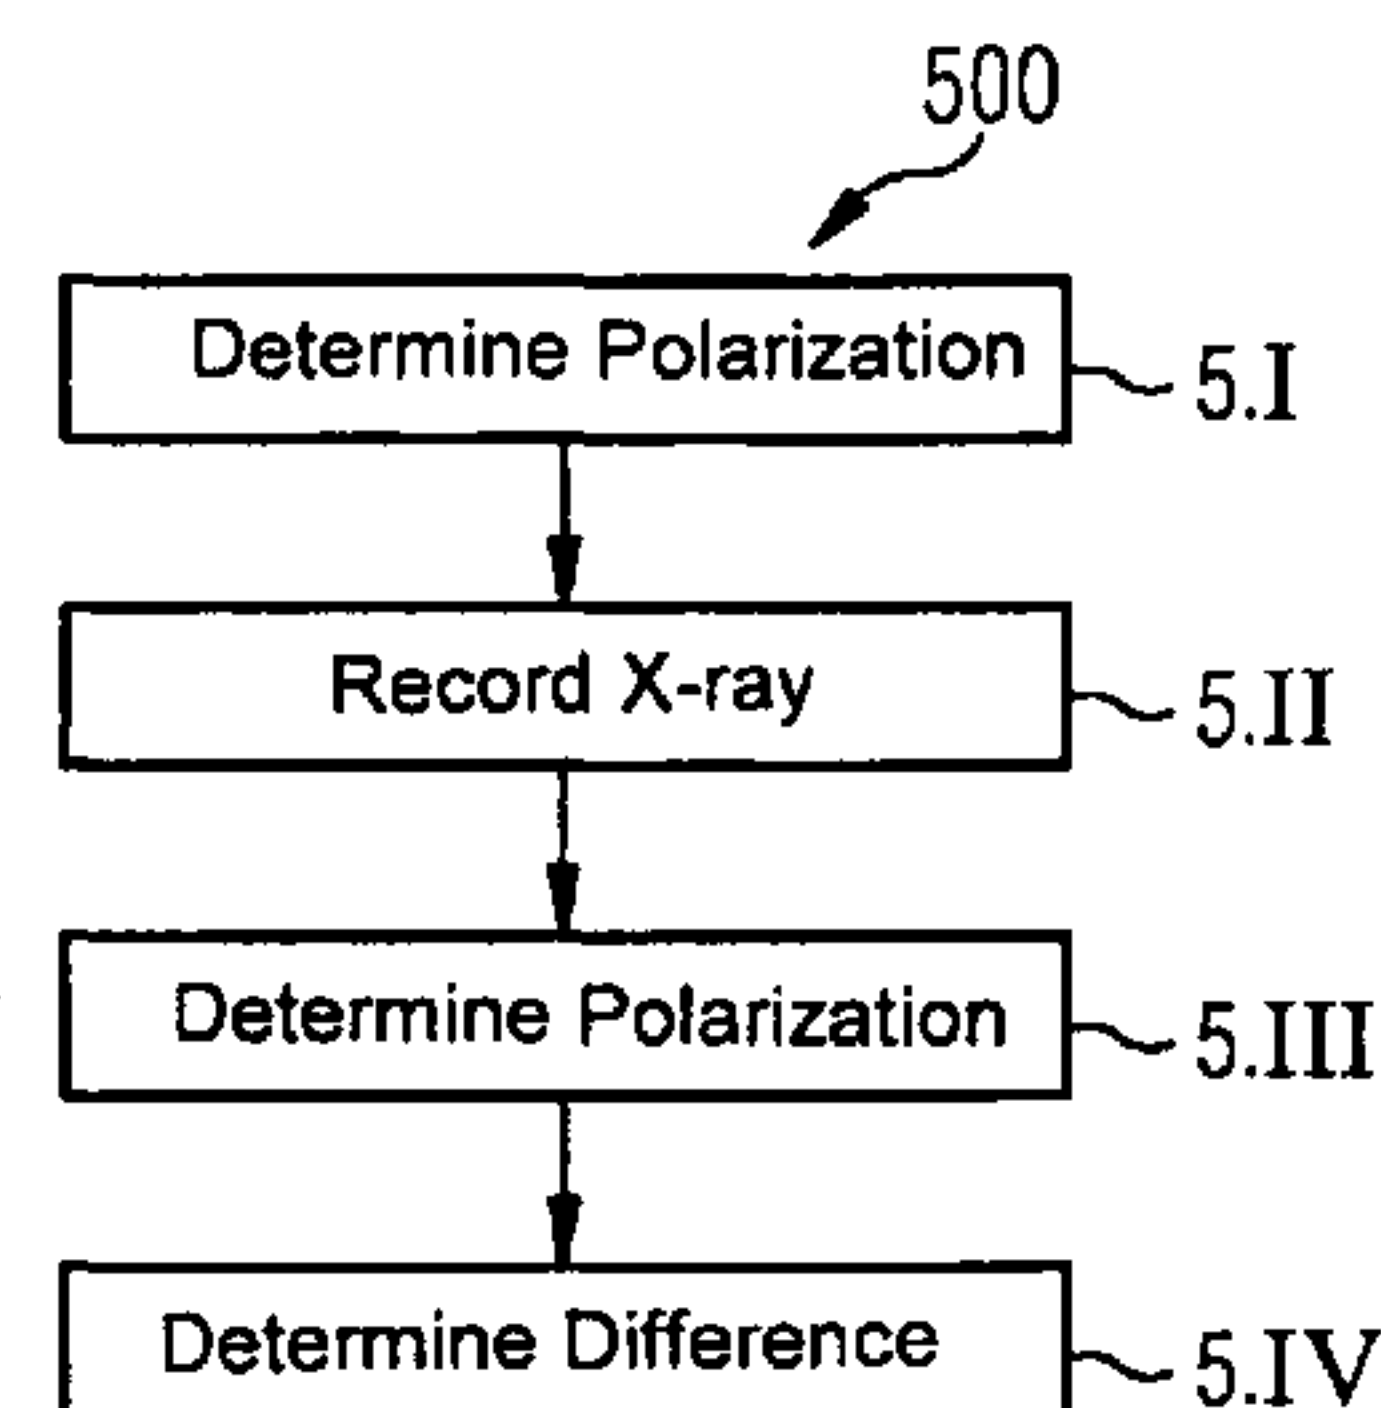 500
Determine Polarization
5.I
Record X-ray
5.II
Determine Polarization
5.III
Determine Difference
5.IV